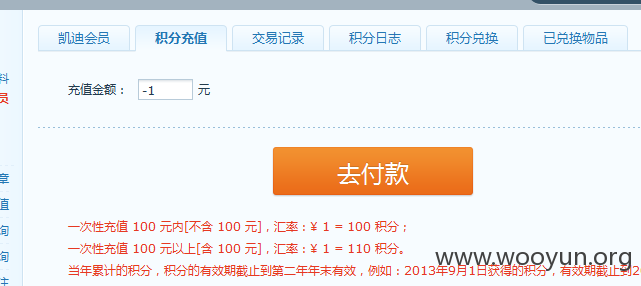 凯迪会员 积分充值 交易记录 积分日志 积分兑换 已兑换物品
料
员
充值金额： -1 元
去付款
章
值
一次性充值 100 元内[不含 100 元]，汇率：¥ 1 = 100 积分；
询
一次性充值 100 元以上[含 100 元]，汇率：¥ 1 = 110 积分。
询
www.wooyun.org
当年累计的积分，积分的有效期截止到第二年年末有效，例如：2013年9月1日获得的积分，有效期截止到2
注